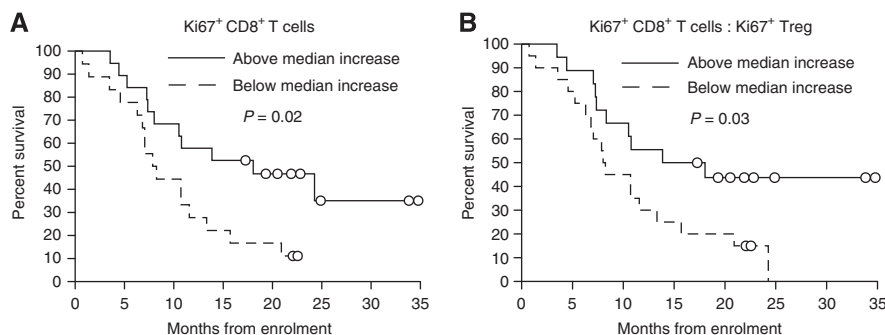 A
Ki67+ CD8+ T cells
Percent survival
100
90
80
70
60
50
40
30
20
10
0
Above median increase
Below median increase
P = 0.02
0 5 10 15 20 25 30 35
Months from enrolment
B
Ki67+ CD8+ T cells : Ki67+ Treg
Percent survival
100
90
80
70
60
50
40
30
20
10
0
Above median increase
Below median increase
P = 0.03
0 5 10 15 20 25 30 35
Months from enrolment